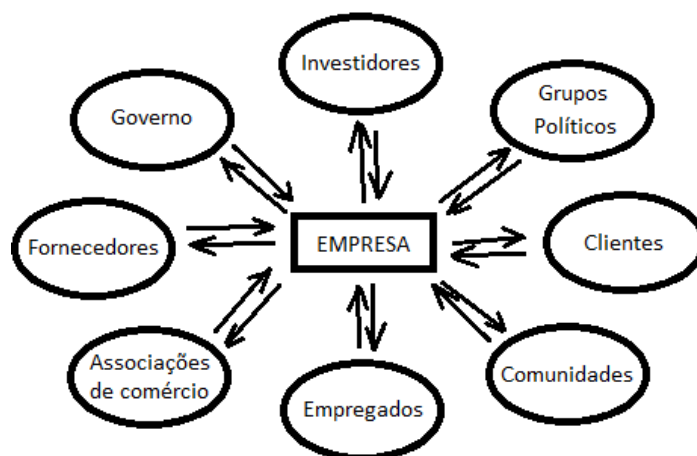 Investidores
Governo
Grupos
Políticos
Fornecedores
EMPRESA
Clientes
Associações
de comércio
Empregados
Comunidades